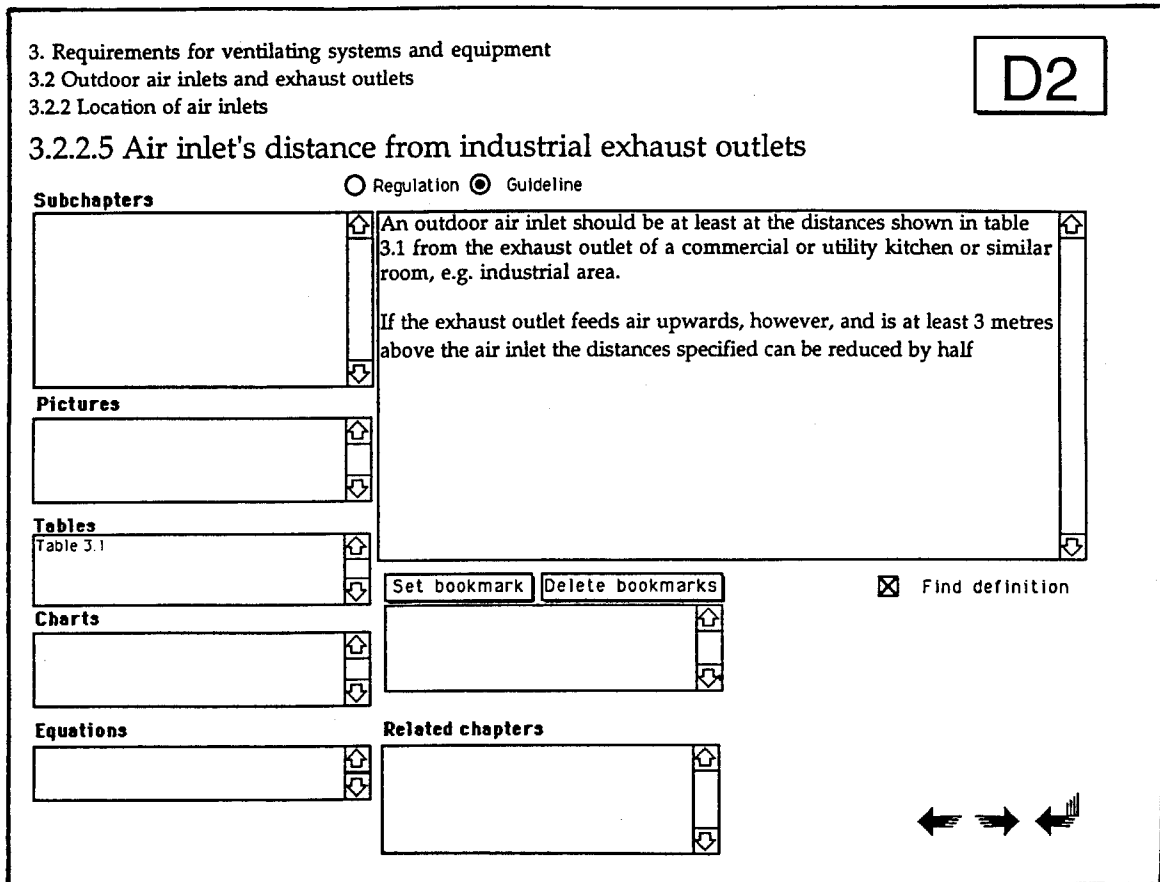 3. Requirements for ventilating systems and equipment
3.2 Outdoor air inlets and exhaust outlets
3.2.2 Location of air inlets
D2
3.2.2.5 Air inlet's distance from industrial exhaust outlets
Regulation
Guideline
Subchapters
An outdoor air inlet should be at least at the distances shown in table
3.1 from the exhaust outlet of a commercial or utility kitchen or similar
room, e.g. industrial area.
If the exhaust outlet feeds air upwards, however, and is at least 3 metres
above the air inlet the distances specified can be reduced by half
Pictures
Tables
Table 3.1
Set bookmark
Delete bookmarks
Find definition
Charts
Equations
Related chapters